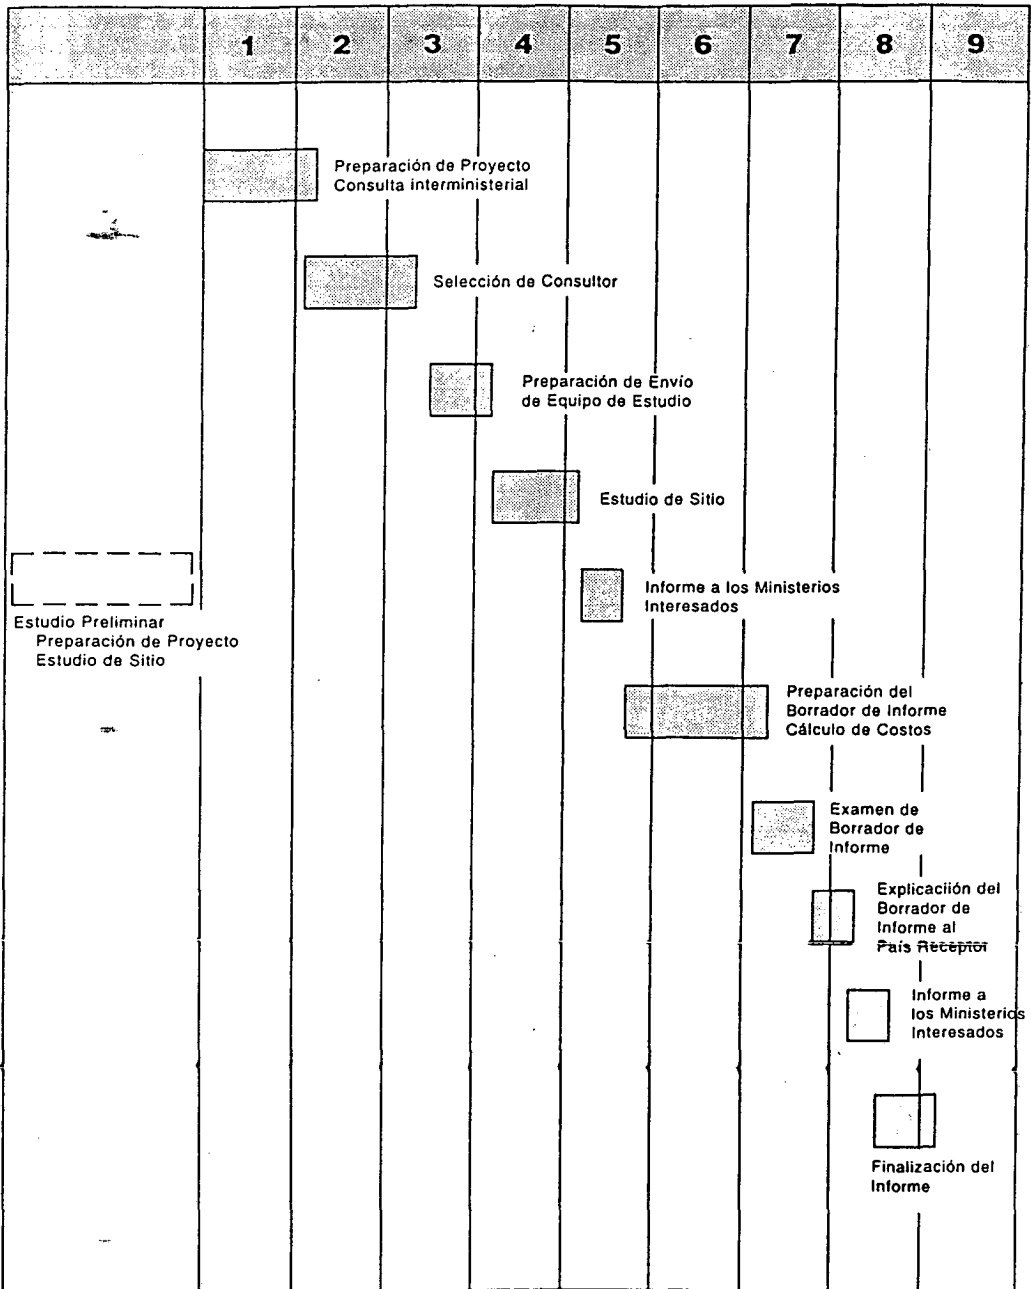 1 2 3 4 5 6 7 8 9
Preparación de Proyecto
Consulta interministerial
Selección de Consultor
Preparación de Envío
de Equipo de Estudio
Estudio de Sitio
Informe a los Ministerios
Interesados
Estudio Preliminar
Preparación de Proyecto
Estudio de Sitio
Preparación del
Borrador de Informe
Cálculo de Costos
Examen de
Borrador de
Informe
Explicaciión del
Borrador de
Informe al
País Receptor
Informe a
los Ministerios
Interesados
Finalización del
Informe